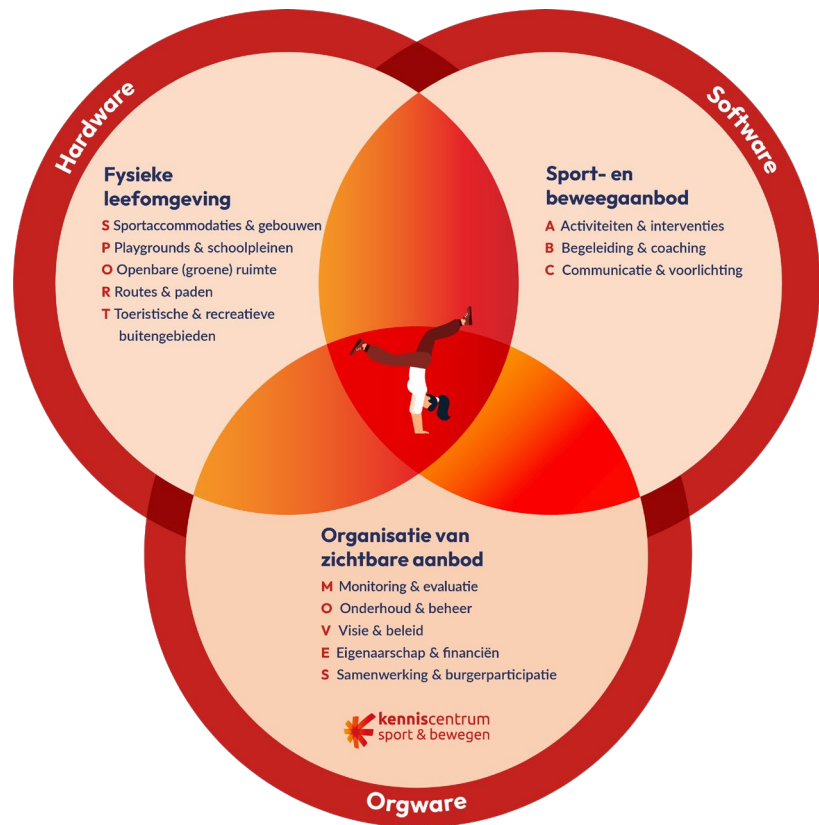 Hardware
Fysieke
leefomgeving
S Sportaccommodaties & gebouwen
P Playgrounds & schoolpleinen
O Openbare (groene) ruimte
R Routes & paden
T Toeristische & recreatieve
buitengebieden
Software
Sport- en
beweegaanbod
A Activiteiten & interventies
B Begeleiding & coaching
C Communicatie & voorlichting
Organisatie van
zichtbare aanbod
M Monitoring & evaluatie
O Onderhoud & beheer
V Visie & beleid
E Eigenaarschap & financiën
S Samenwerking & burgerparticipatie
kenniscentrum
sport & bewegen
Orgware